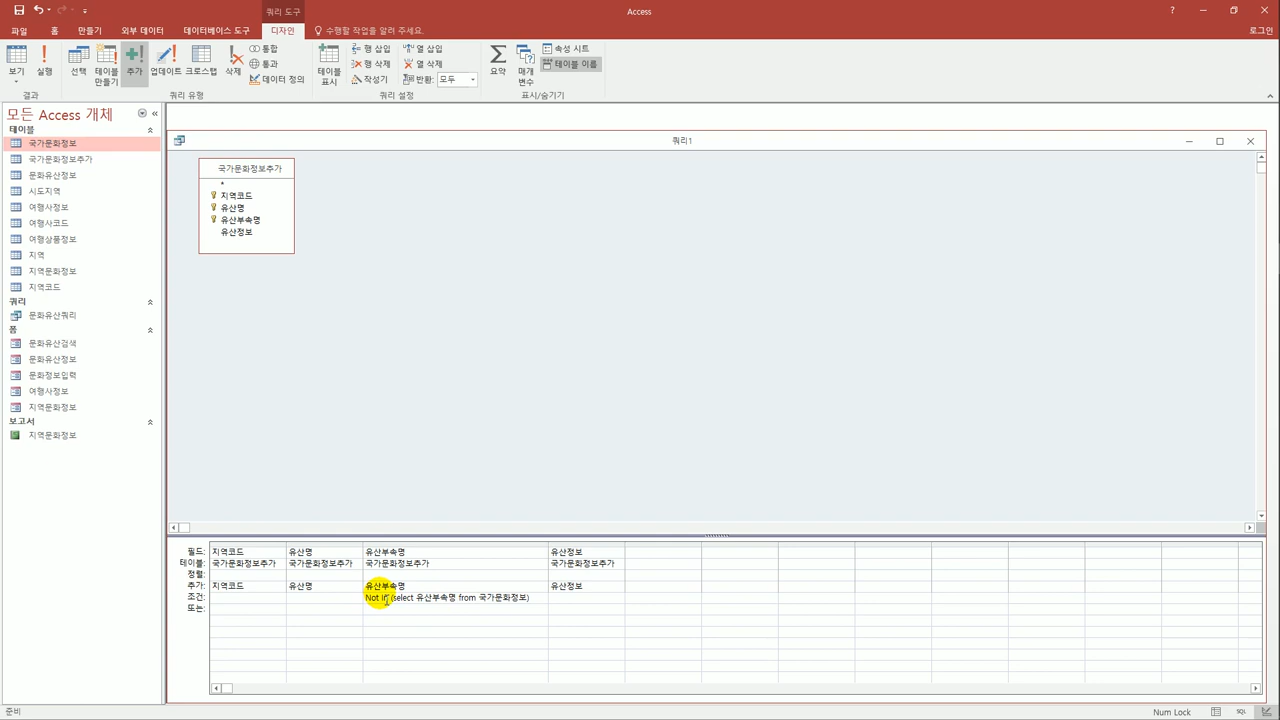 쿼리 도구
Access
?
파일 홈 만들기 외부 데이터 데이터베이스 도구 디자인 수행할 작업을 알려 주세요.
로그인
보기 실행 선택 테이블 만들기 추가 업데이트 크로스탭 삭제
통합
통과
데이터 정의
테이블 표시
행 삽입
행 삭제
작성기
열 삽입
열 삭제
반환: 모두
요약 매개 변수
속성 시트
테이블 이름
결과 쿼리 유형 쿼리 설정 표시/숨기기
모든 Access 개체
테이블
국가문화정보
국가문화정보추가
문화유산정보
시도지역
여행사정보
여행사코드
여행상품정보
지역
지역문화정보
지역코드
쿼리
문화유산쿼리
폼
문화유산검색
문화유산정보
문화정보입력
여행사정보
지역문화정보
보고서
지역문화정보
쿼리1
국가문화정보추가
*
지역코드
유산명
유산부속명
유산정보
필드: 지역코드 유산명 유산부속명 유산정보
테이블: 국가문화정보추가 국가문화정보추가 국가문화정보추가 국가문화정보추가
정렬:
추가: 지역코드 유산명 유산부속명 유산정보
조건: Not In (select 유산부속명 from 국가문화정보)
또는:
준비
Num Lock
SQL